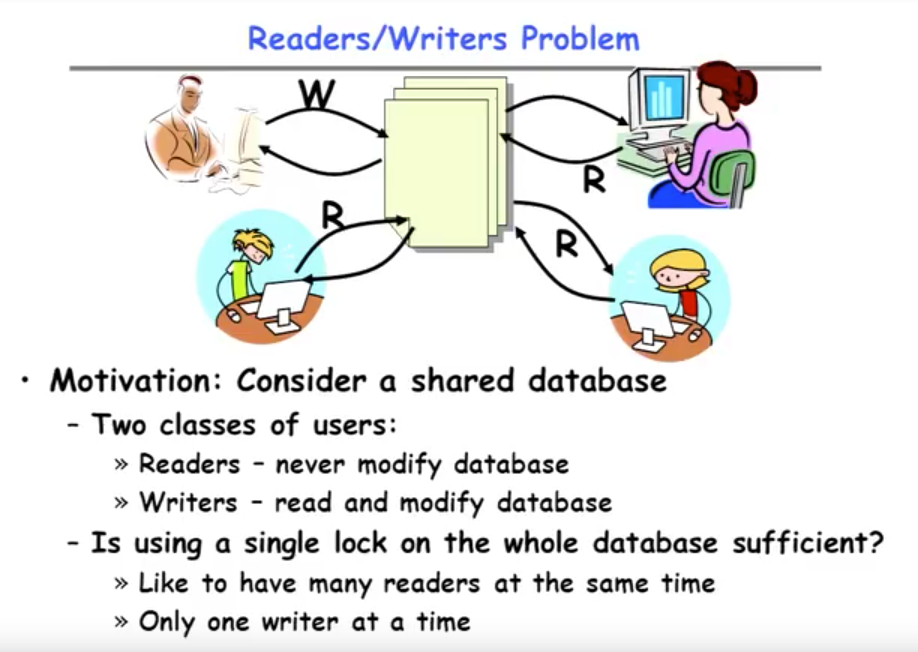 Readers/Writers Problem
W
R
R
R
• Motivation: Consider a shared database
– Two classes of users:
» Readers – never modify database
» Writers – read and modify database
– Is using a single lock on the whole database sufficient?
» Like to have many readers at the same time
» Only one writer at a time